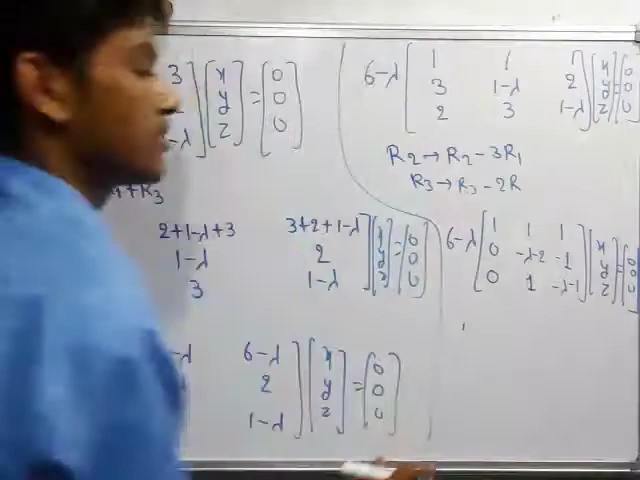 3 ] [ x y z ] = [ 0 0 0 ]
-λ
+R3
2+1-λ+3 3+2+1-λ
1-λ 2
3 1-λ
[ x y z ] = [ 0 0 0 ]
-λ 6-λ
2
1-λ
[ x y z ] = [ 0 0 0 ]
6-λ [ 1 1 1
3 1-λ 2
2 3 1-λ ] [ x y z ] = [ 0 0 0 ]
R2→R2-3R1
R3→R3-2R
6-λ [ 1 1 1
0 -λ-2 -1
0 1 -λ-1 ] [ x y z ] = [ 0 0 0 ]